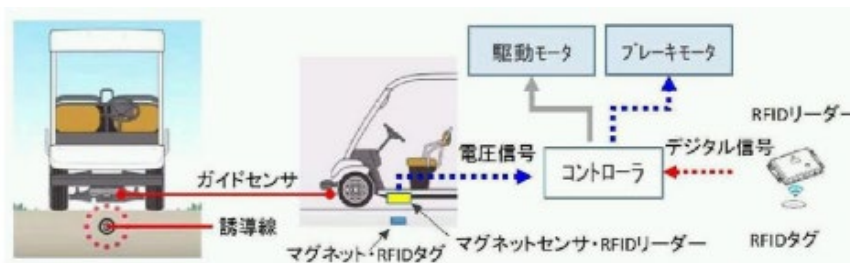 駆動モータ
ブレーキモータ
RFIDリーダー
電圧信号
デジタル信号
コントローラ
ガイドセンサ
誘導線
マグネット・RFIDタグ
マグネットセンサ・RFIDリーダー
RFIDタグ